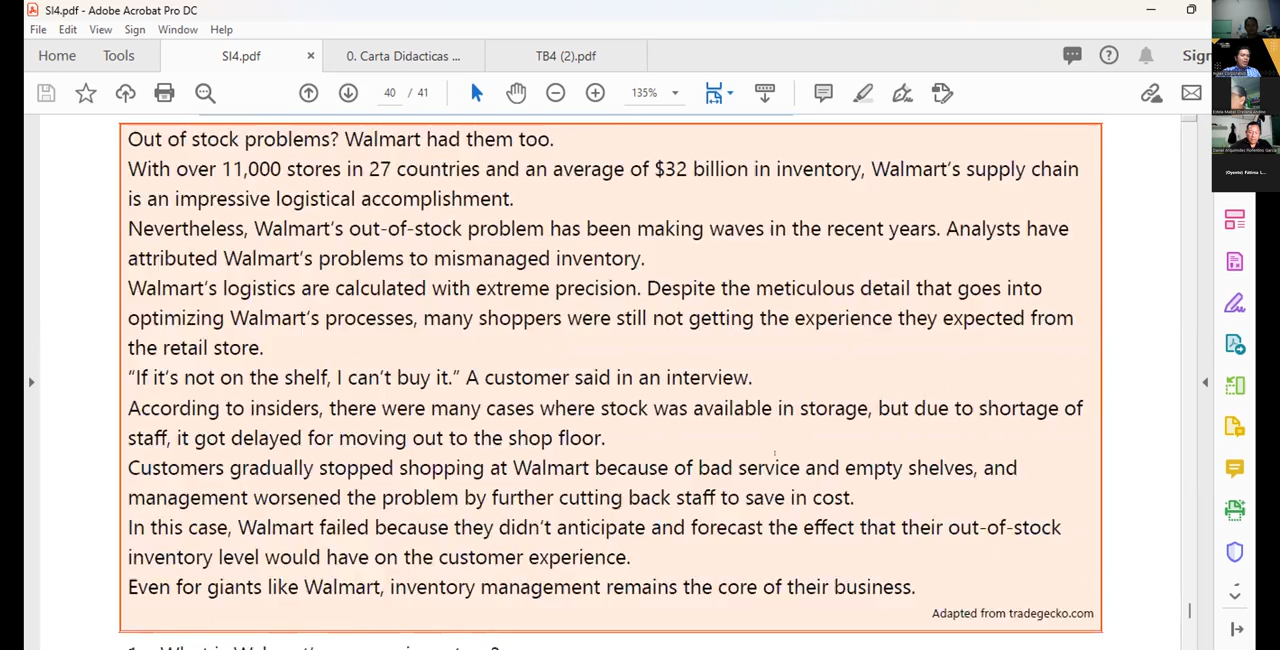 SI4.pdf - Adobe Acrobat Pro DC
File Edit View Sign Window Help
Home Tools SI4.pdf × 0. Carta Didacticas ... TB4 (2).pdf Sign
40 / 41 135%
Out of stock problems? Walmart had them too.
With over 11,000 stores in 27 countries and an average of $32 billion in inventory, Walmart's supply chain
is an impressive logistical accomplishment.
Nevertheless, Walmart's out-of-stock problem has been making waves in the recent years. Analysts have
attributed Walmart's problems to mismanaged inventory.
Walmart's logistics are calculated with extreme precision. Despite the meticulous detail that goes into
optimizing Walmart's processes, many shoppers were still not getting the experience they expected from
the retail store.
"If it's not on the shelf, I can't buy it." A customer said in an interview.
According to insiders, there were many cases where stock was available in storage, but due to shortage of
staff, it got delayed for moving out to the shop floor.
Customers gradually stopped shopping at Walmart because of bad service and empty shelves, and
management worsened the problem by further cutting back staff to save in cost.
In this case, Walmart failed because they didn't anticipate and forecast the effect that their out-of-stock
inventory level would have on the customer experience.
Even for giants like Walmart, inventory management remains the core of their business.
Adapted from tradegecko.com